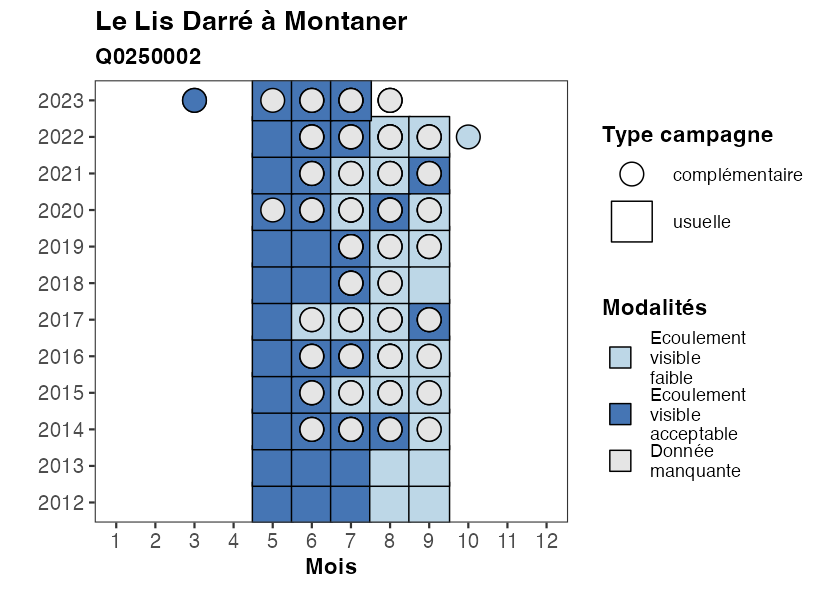 Le Lis Darré à Montaner
Q0250002
2023
2022
2021
2020
2019
2018
2017
2016
2015
2014
2013
2012
1 2 3 4 5 6 7 8 9 10 11 12
Mois
Type campagne
complémentaire
usuelle
Modalités
Ecoulement
visible
faible
Ecoulement
visible
acceptable
Donnée
manquante